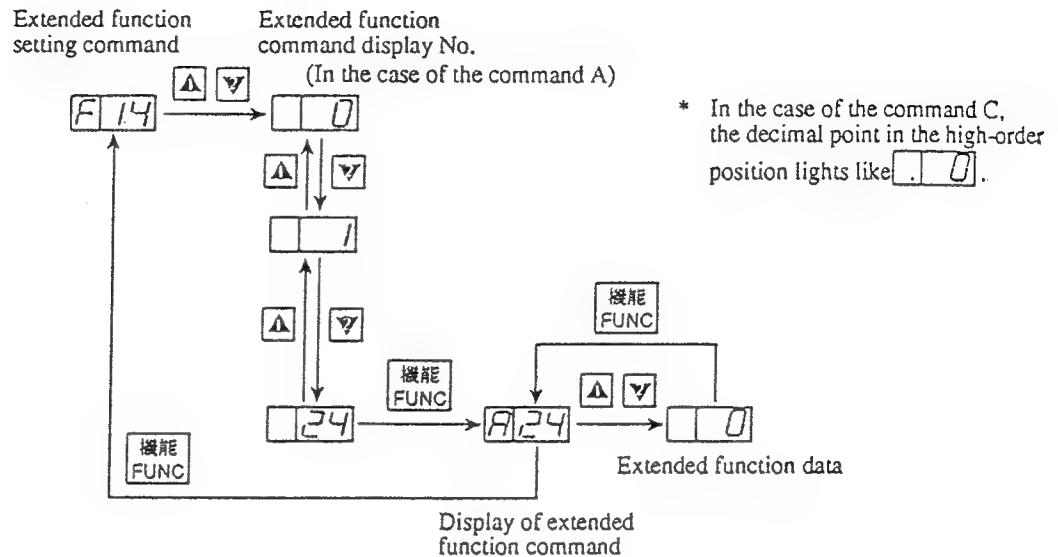 Extended function
setting command
Extended function
command display No.
(In the case of the command A)
F 1.4
0
* In the case of the command C,
the decimal point in the high-order
position lights like . 0 .
1
機能
FUNC
機能
FUNC
24
A 24
0
機能
FUNC
Extended function data
Display of extended
function command